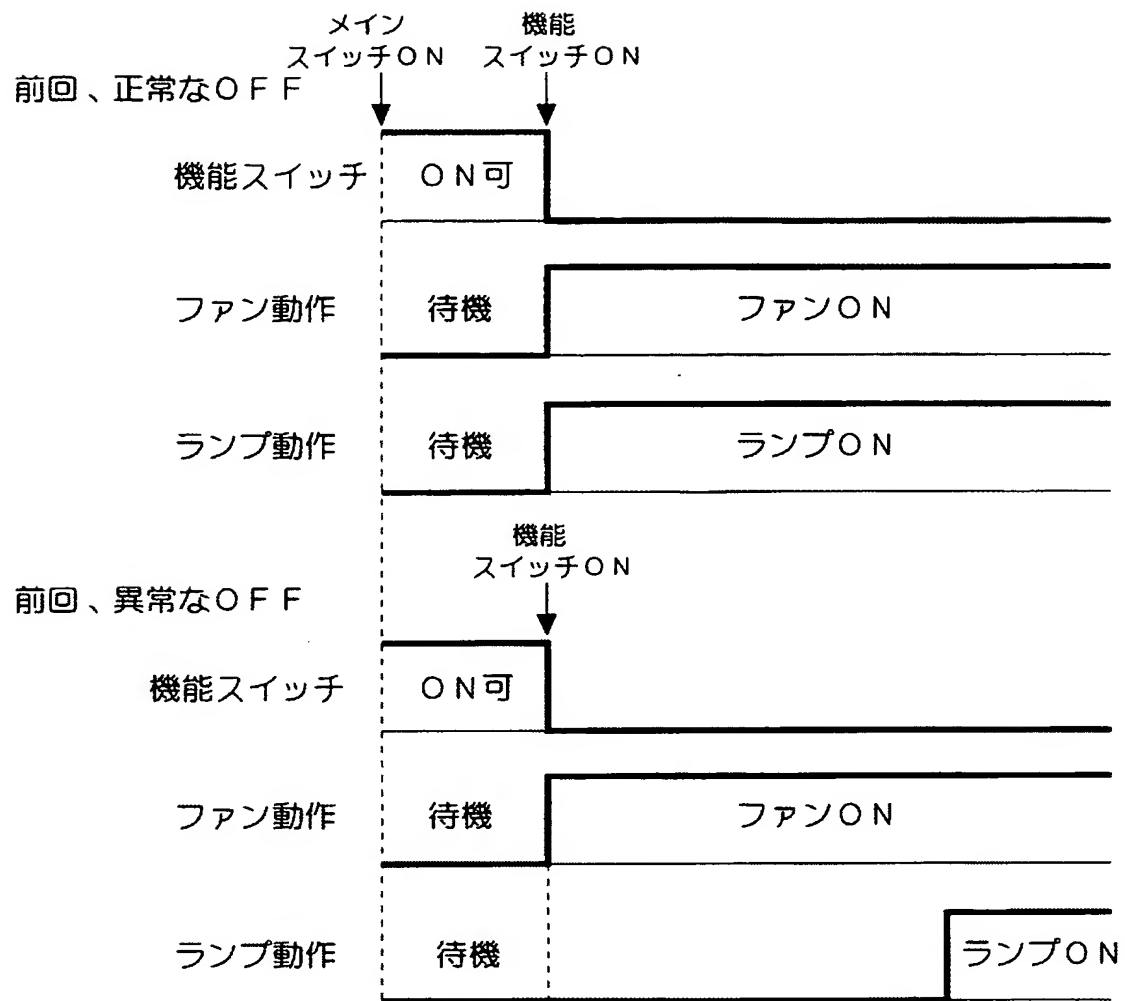 メイン
スイッチON
機能
スイッチON
前回、正常なOFF
機能スイッチ
ON可
ファン動作
待機
ファンON
ランプ動作
待機
ランプON
機能
スイッチON
前回、異常なOFF
機能スイッチ
ON可
ファン動作
待機
ファンON
ランプ動作
待機
ランプON